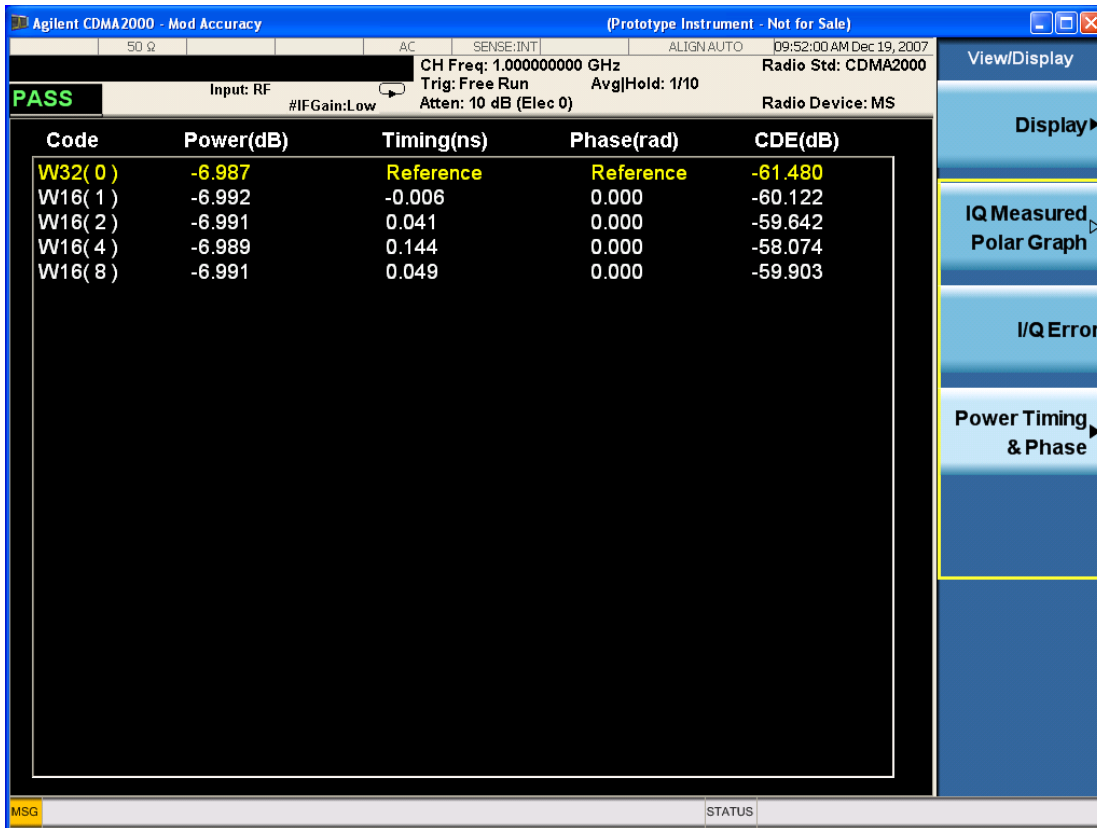 Agilent CDMA2000 - Mod Accuracy (Prototype Instrument - Not for Sale)
50 Ω AC SENSE:INT ALIGN AUTO 09:52:00 AM Dec 19, 2007
CH Freq: 1.000000000 GHz Radio Std: CDMA2000
PASS Input: RF Trig: Free Run Avg|Hold: 1/10
#IFGain:Low Atten: 10 dB (Elec 0) Radio Device: MS
Code Power(dB) Timing(ns) Phase(rad) CDE(dB)
W32( 0 ) -6.987 Reference Reference -61.480
W16( 1 ) -6.992 -0.006 0.000 -60.122
W16( 2 ) -6.991 0.041 0.000 -59.642
W16( 4 ) -6.989 0.144 0.000 -58.074
W16( 8 ) -6.991 0.049 0.000 -59.903
View/Display
Display
IQ Measured
Polar Graph
I/Q Error
Power Timing
& Phase
MSG STATUS